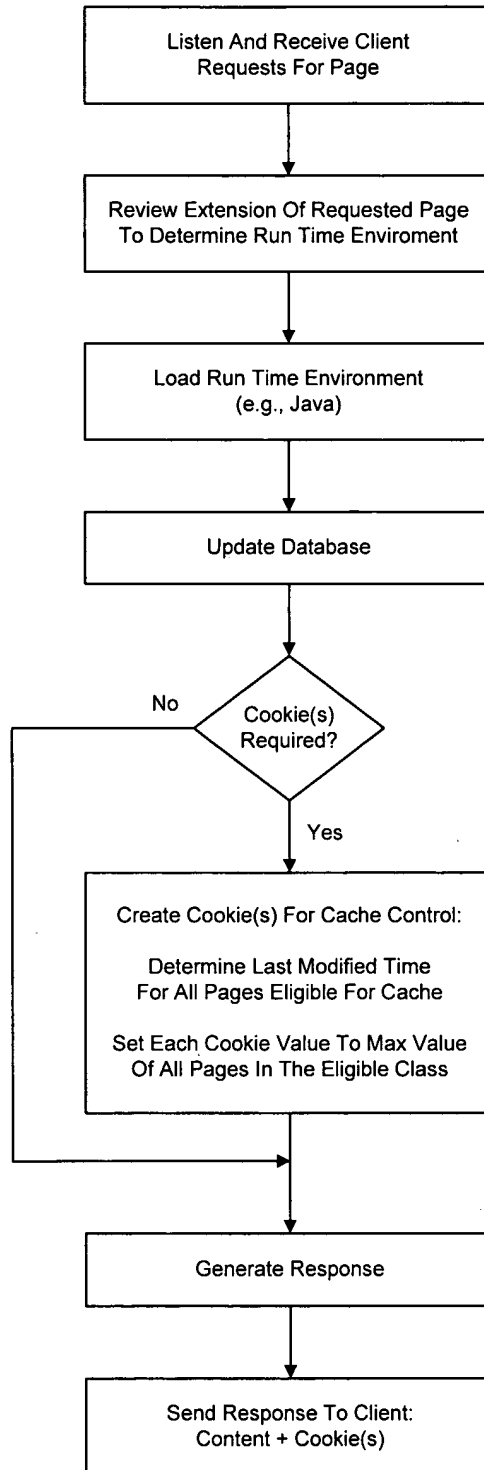 Listen And Receive Client
Requests For Page
Review Extension Of Requested Page
To Determine Run Time Enviroment
Load Run Time Environment
(e.g., Java)
Update Database
No
Cookie(s)
Required?
Yes
Create Cookie(s) For Cache Control:
Determine Last Modified Time
For All Pages Eligible For Cache
Set Each Cookie Value To Max Value
Of All Pages In The Eligible Class
Generate Response
Send Response To Client:
Content + Cookie(s)